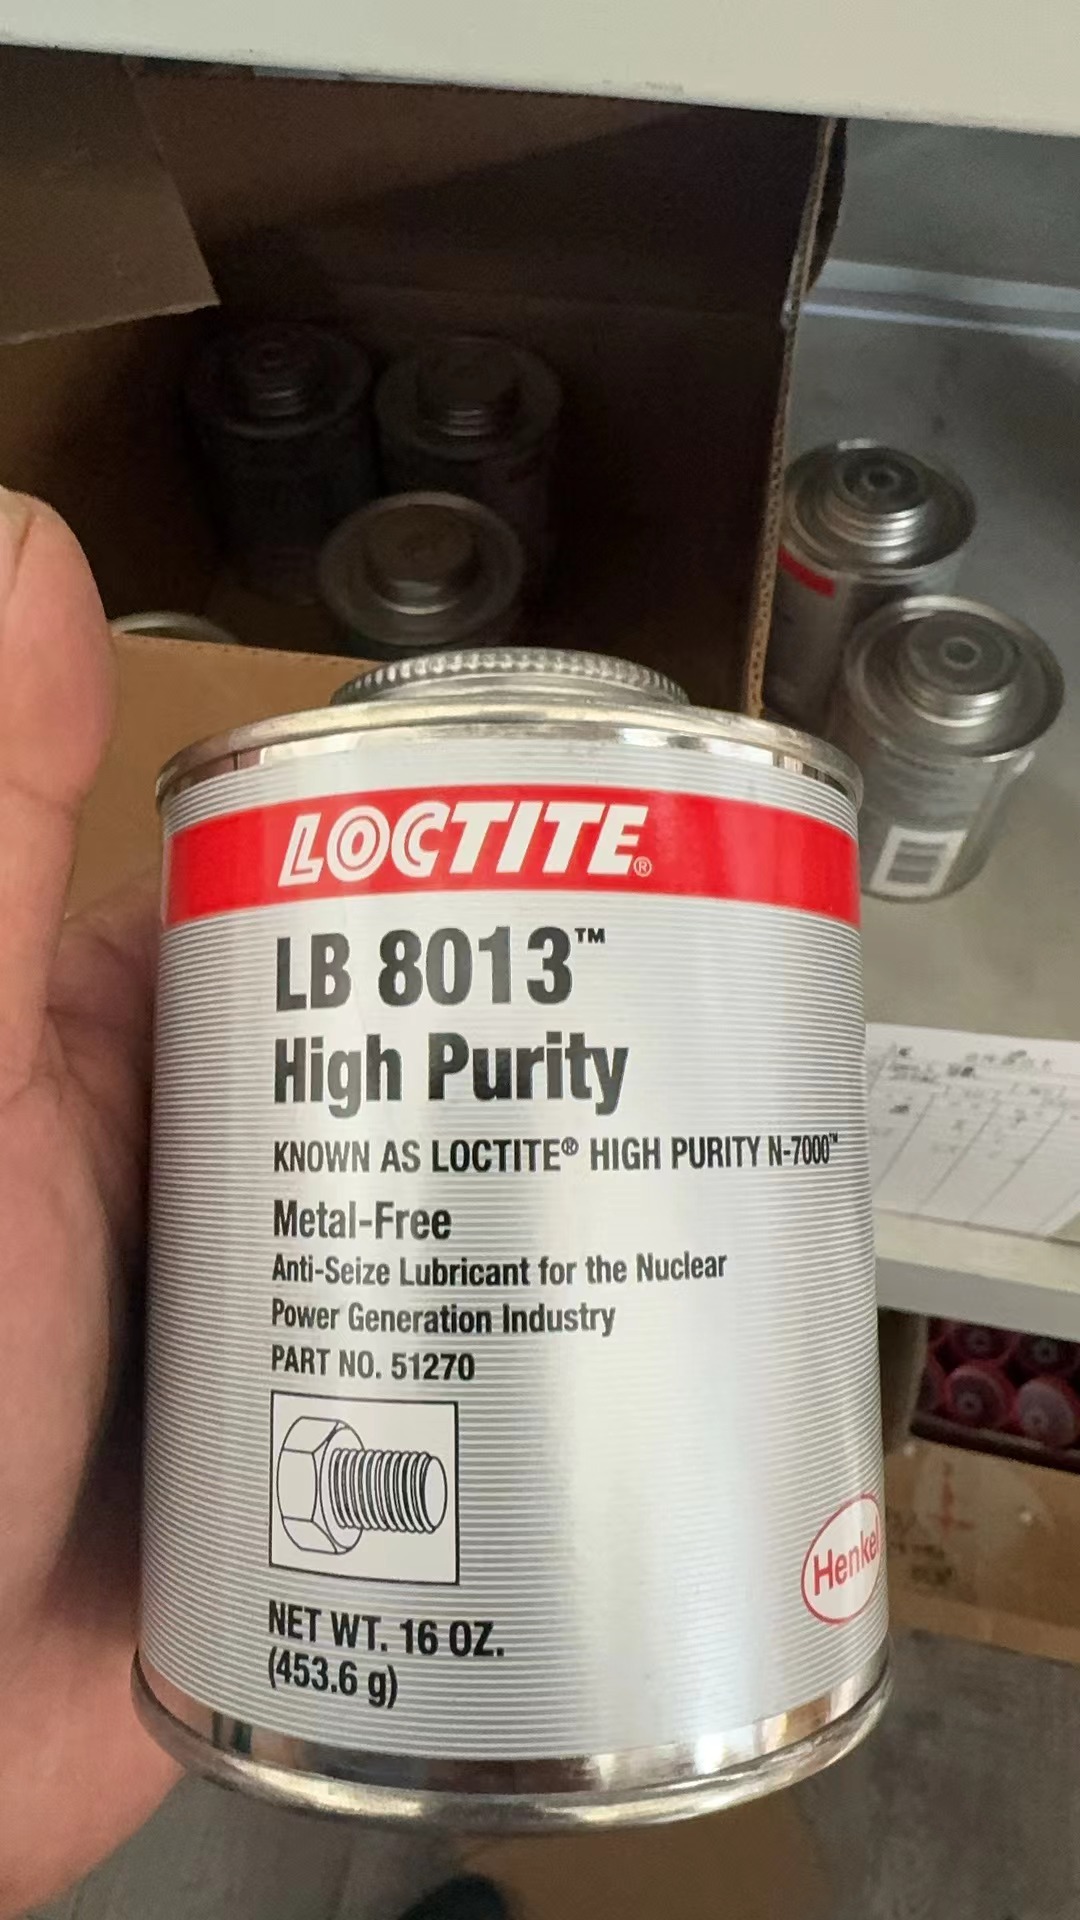 LOCTITE®
LB 8013™
High Purity
KNOWN AS LOCTITE® HIGH PURITY N-7000™
Metal-Free
Anti-Seize Lubricant for the Nuclear
Power Generation Industry
PART NO. 51270
Henkel
NET WT. 16 OZ.
(453.6 g)